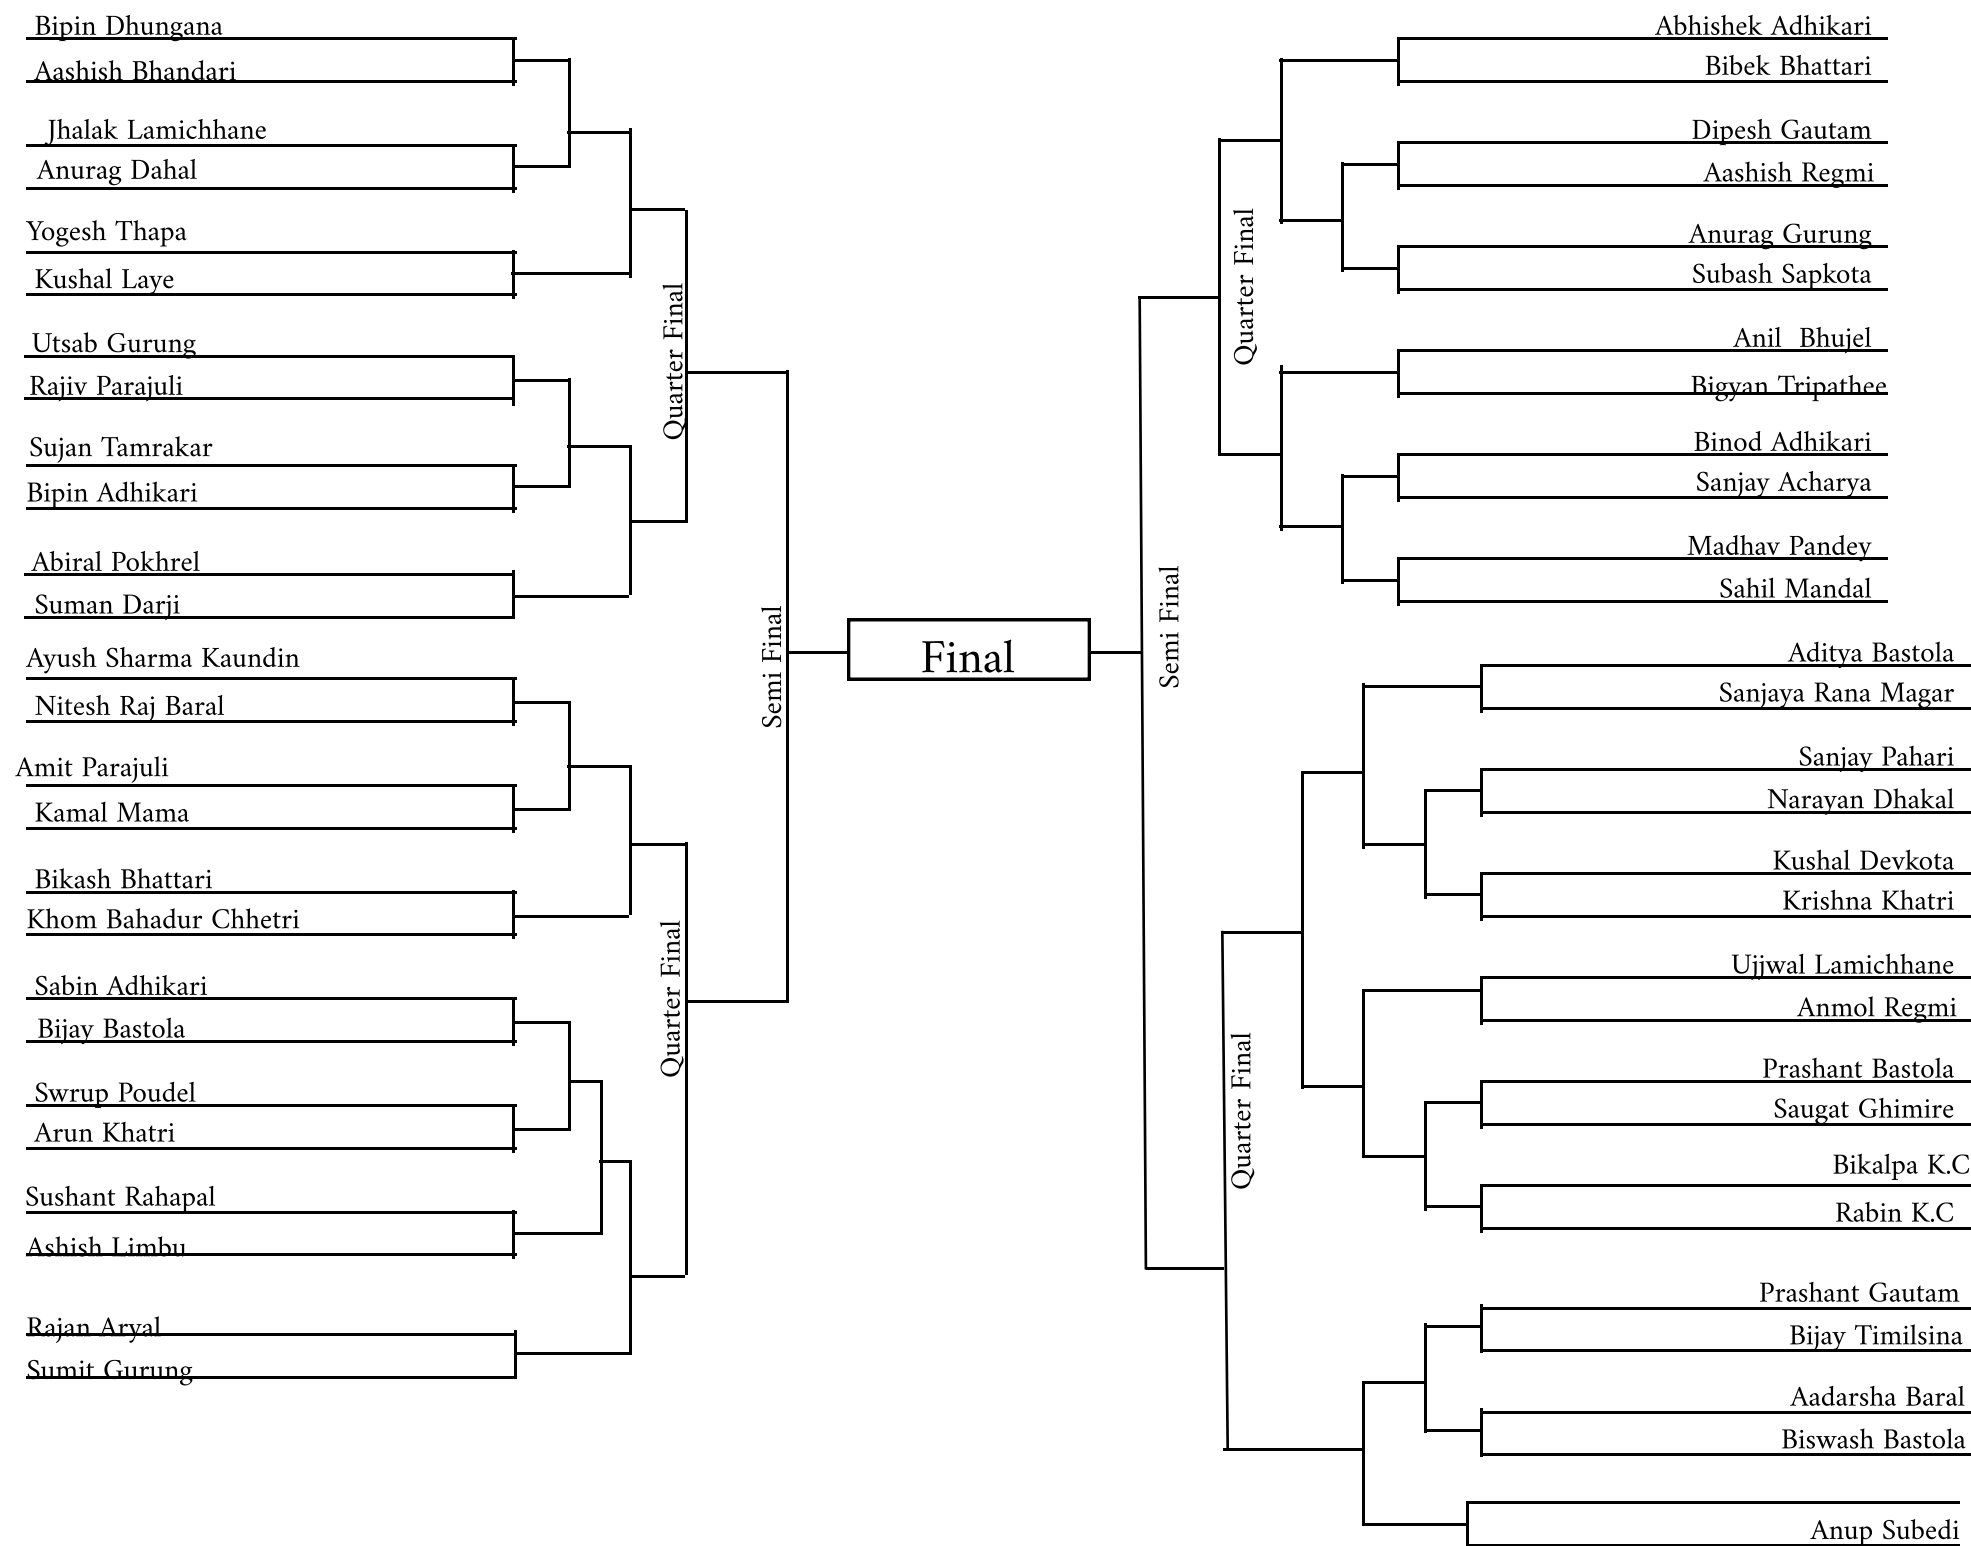 Bipin Dhungana
Aashish Bhandari
Jhalak Lamichhane
Anurag Dahal
Yogesh Thapa
Kushal Laye
Utsab Gurung
Rajiv Parajuli
Sujan Tamrakar
Bipin Adhikari
Abiral Pokhrel
Suman Darji
Ayush Sharma Kaundin
Nitesh Raj Baral
Amit Parajuli
Kamal Mama
Bikash Bhattari
Khom Bahadur Chhetri
Sabin Adhikari
Bijay Bastola
Swrup Poudel
Arun Khatri
Sushant Rahapal
Ashish Limbu
Rajan Aryal
Sumit Gurung
Quarter Final
Quarter Final
Semi Final
Final
Semi Final
Quarter Final
Quarter Final
Abhishek Adhikari
Bibek Bhattari
Dipesh Gautam
Aashish Regmi
Anurag Gurung
Subash Sapkota
Anil Bhujel
Bigyan Tripathee
Binod Adhikari
Sanjay Acharya
Madhav Pandey
Sahil Mandal
Aditya Bastola
Sanjaya Rana Magar
Sanjay Pahari
Narayan Dhakal
Kushal Devkota
Krishna Khatri
Ujjwal Lamichhane
Anmol Regmi
Prashant Bastola
Saugat Ghimire
Bikalpa K.C
Rabin K.C
Prashant Gautam
Bijay Timilsina
Aadarsha Baral
Biswash Bastola
Anup Subedi